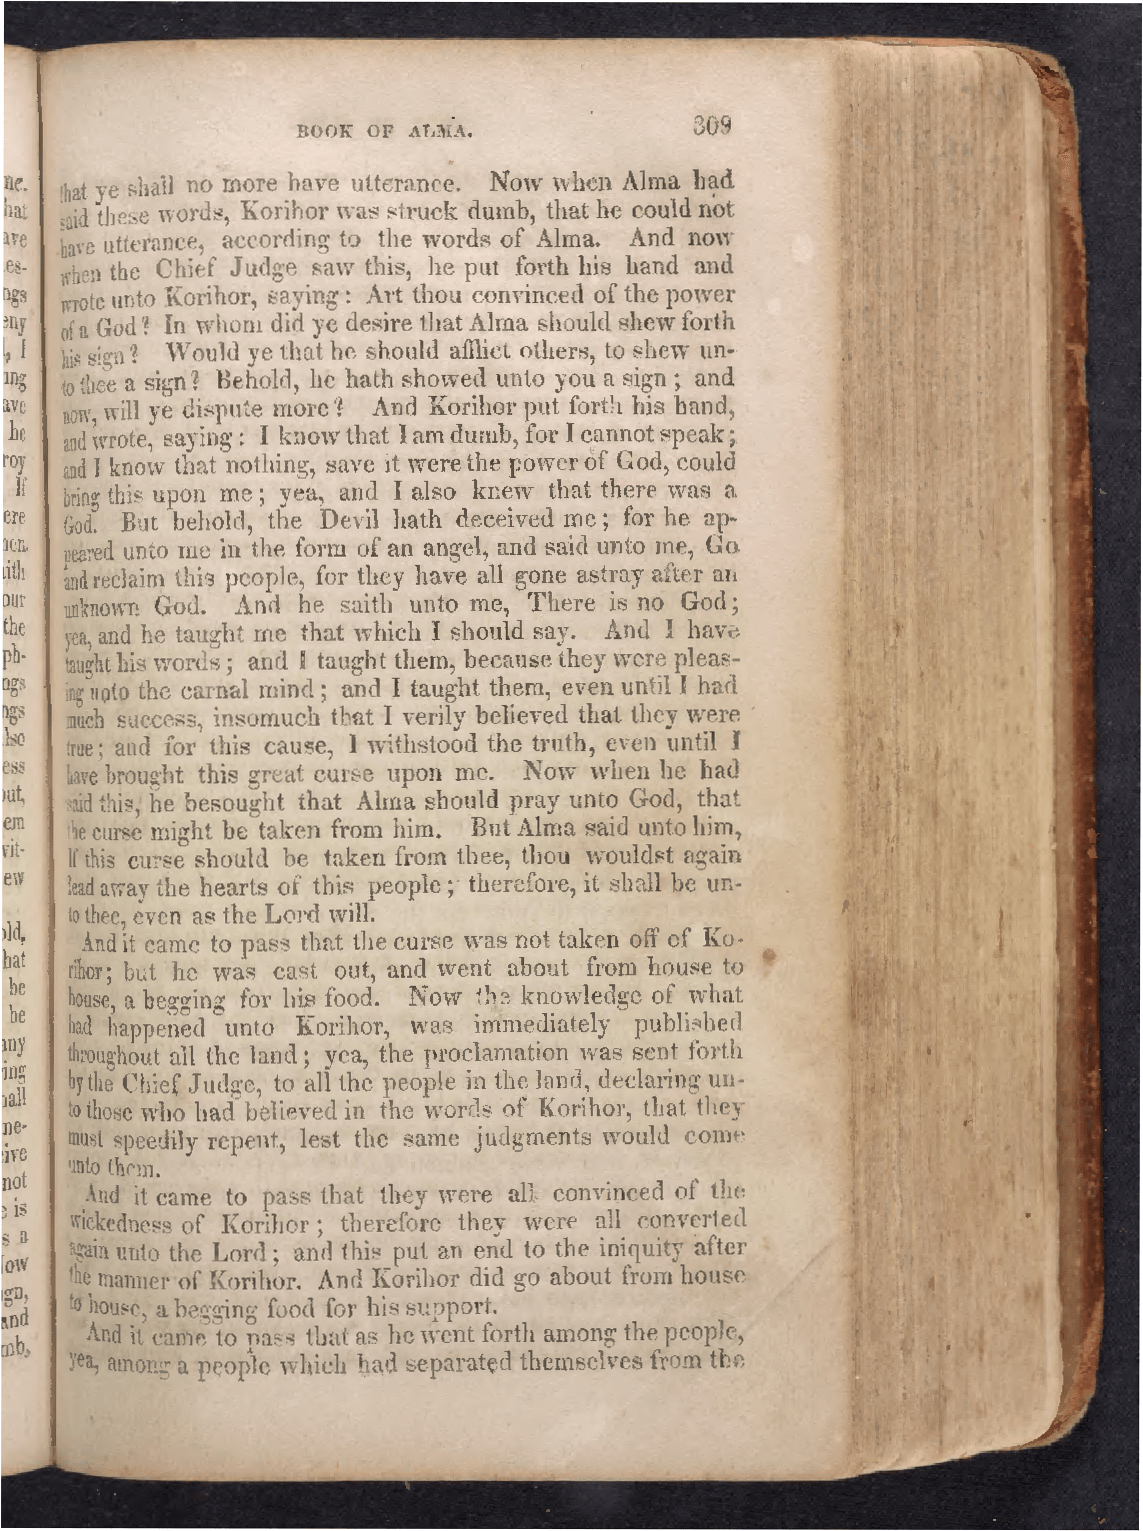 BOOK OF ALMA. 309
that ye shall no more have utterance. Now when Alma had
said these words, Korihor was struck dumb, that he could not
have utterance, according to the words of Alma. And now
when the Chief Judge saw this, he put forth his hand and
wrote unto Korihor, saying: Art thou convinced of the power
of a God? In whom did ye desire that Alma should shew forth
his sign? Would ye that he should afflict others, to shew un-
to thee a sign? Behold, he hath showed unto you a sign; and
now, will ye dispute more? And Korihor put forth his hand,
and wrote, saying: I know that I am dumb, for I cannot speak;
and I know that nothing, save it were the power of God, could
bring this upon me; yea, and I also knew that there was a
God. But behold, the Devil hath deceived me; for he ap-
peared unto me in the form of an angel, and said unto me, Go
and reclaim this people, for they have all gone astray after an
unknown God. And he saith unto me, There is no God;
yea, and he taught me that which I should say. And I have
taught his words; and I taught them, because they were pleas-
ing unto the carnal mind; and I taught them, even until I had
much success, insomuch that I verily believed that they were
true; and for this cause, I withstood the truth, even until I
have brought this great curse upon me. Now when he had
said this, he besought that Alma should pray unto God, that
the curse might be taken from him. But Alma said unto him,
If this curse should be taken from thee, thou wouldst again
lead away the hearts of this people; therefore, it shall be un-
to thee, even as the Lord will.
And it came to pass that the curse was not taken off of Ko-
rihor; but he was cast out, and went about from house to
house, a begging for his food. Now the knowledge of what
had happened unto Korihor, was immediately published
throughout all the land; yea, the proclamation was sent forth
by the Chief Judge, to all the people in the land, declaring un-
to those who had believed in the words of Korihor, that they
must speedily repent, lest the same judgments would come
unto them.
And it came to pass that they were all convinced of the
wickedness of Korihor; therefore they were all converted
again unto the Lord; and this put an end to the iniquity after
the manner of Korihor. And Korihor did go about from house
to house, a begging food for his support.
And it came to pass that as he went forth among the people,
yea, among a people which had separated themselves from the